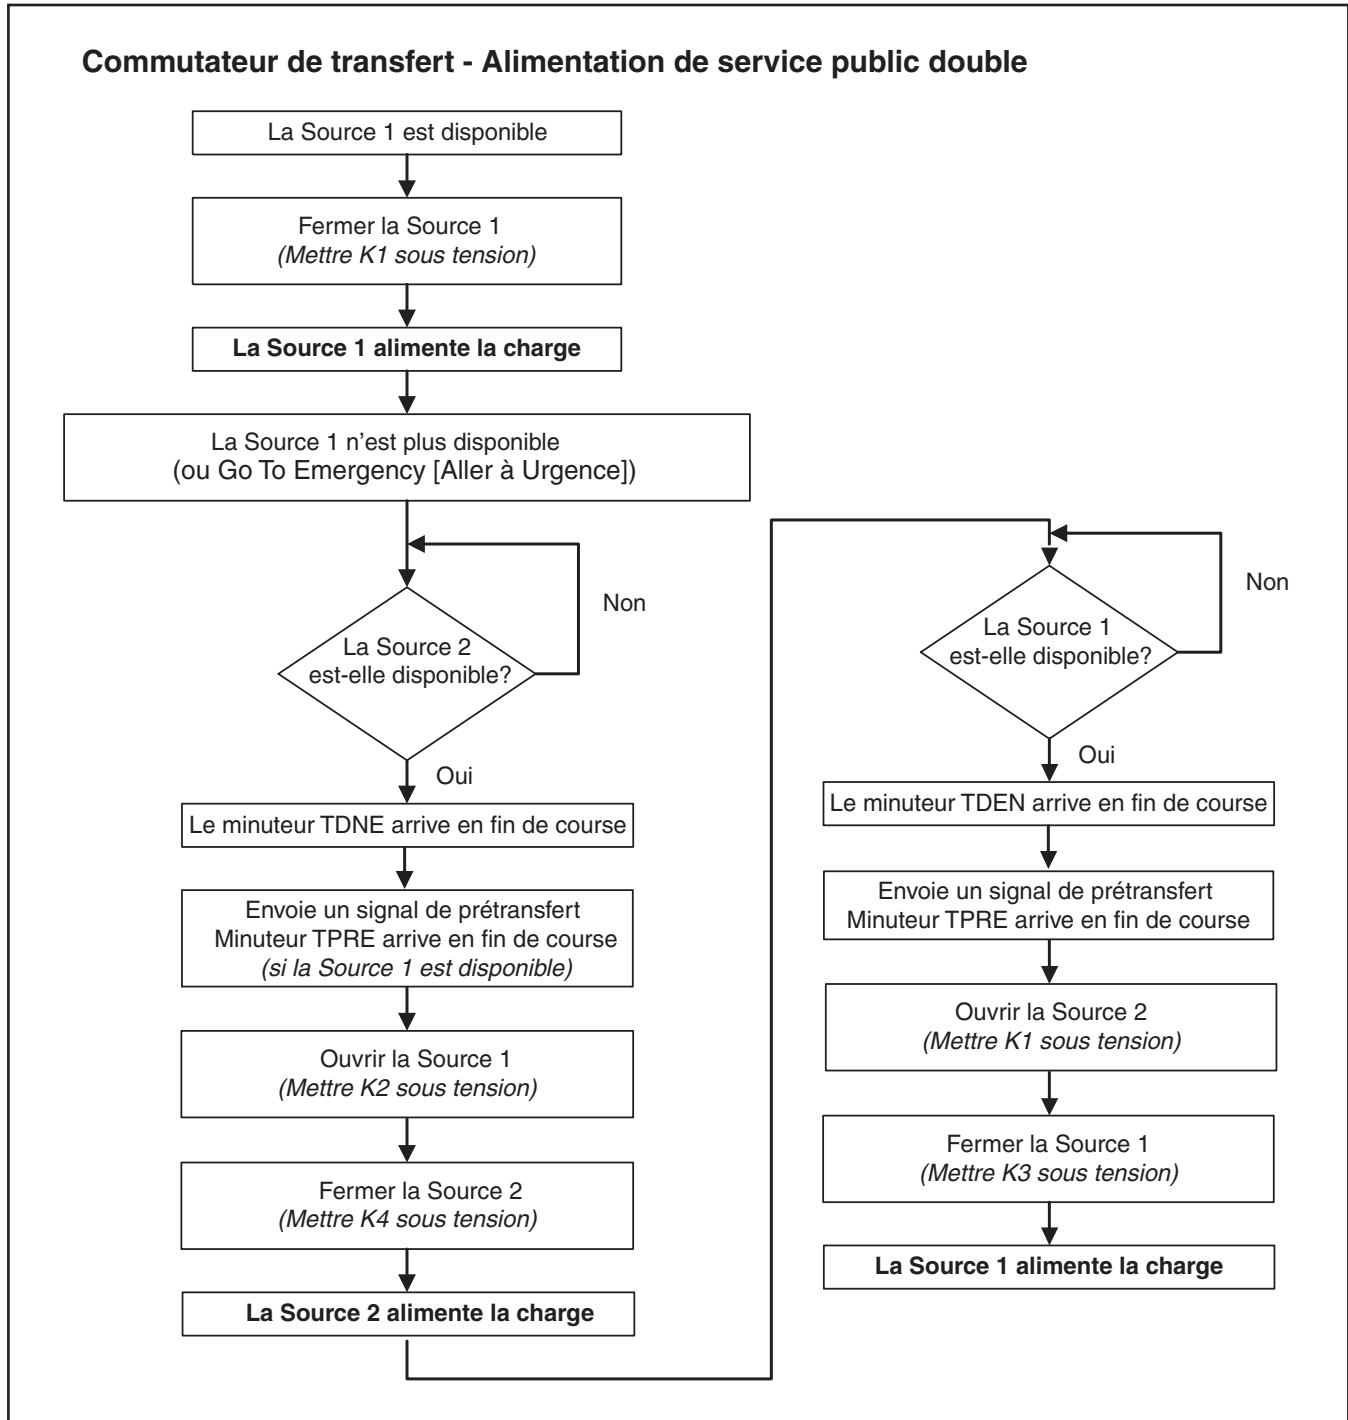 Commutateur de transfert - Alimentation de service public double
La Source 1 est disponible
Fermer la Source 1
(Mettre K1 sous tension)
La Source 1 alimente la charge
La Source 1 n’est plus disponible
(ou Go To Emergency [Aller à Urgence])
Non
La Source 2
est-elle disponible?
Oui
Le minuteur TDNE arrive en fin de course
Envoie un signal de prétransfert
Minuteur TPRE arrive en fin de course
(si la Source 1 est disponible)
Ouvrir la Source 1
(Mettre K2 sous tension)
Fermer la Source 2
(Mettre K4 sous tension)
La Source 2 alimente la charge
Non
La Source 1
est-elle disponible?
Oui
Le minuteur TDEN arrive en fin de course
Envoie un signal de prétransfert
Minuteur TPRE arrive en fin de course
Ouvrir la Source 2
(Mettre K1 sous tension)
Fermer la Source 1
(Mettre K3 sous tension)
La Source 1 alimente la charge